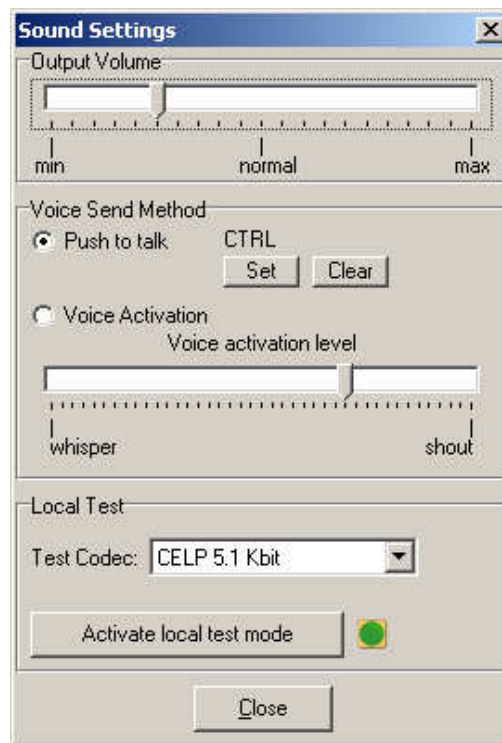 Sound Settings
Output Volume
min normal max
Voice Send Method
Push to talk CTRL
Set Clear
Voice Activation
Voice activation level
whisper shout
Local Test
Test Codec: CELP 5.1 Kbit
Activate local test mode
Close